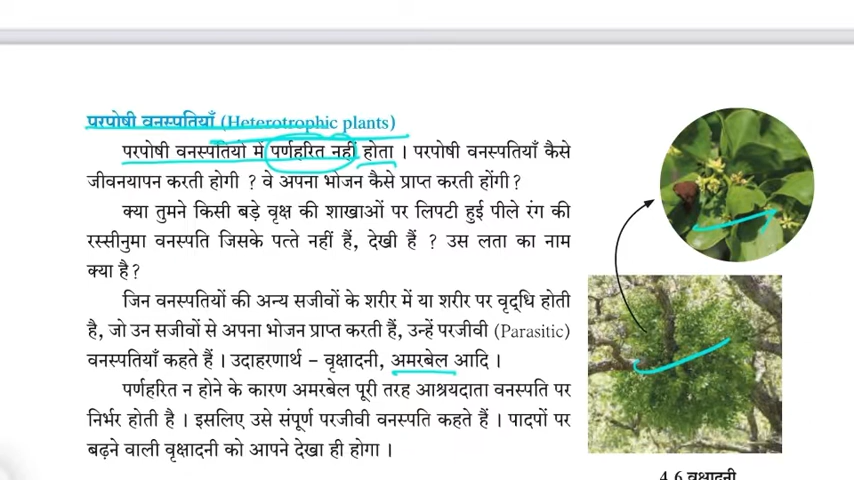 परपोषी वनस्पतियाँ (Heterotrophic plants)
परपोषी वनस्पतियों में पर्णहरित नहीं होता । परपोषी वनस्पतियाँ कैसे
जीवनयापन करती होगी ? वे अपना भोजन कैसे प्राप्त करती होंगी ?
क्या तुमने किसी बड़े वृक्ष की शाखाओं पर लिपटी हुई पीले रंग की
रस्सीनुमा वनस्पति जिसके पत्ते नहीं हैं, देखी हैं ? उस लता का नाम
क्या है ?
जिन वनस्पतियों की अन्य सजीवों के शरीर में या शरीर पर वृद्धि होती
है, जो उन सजीवों से अपना भोजन प्राप्त करती हैं, उन्हें परजीवी (Parasitic)
वनस्पतियाँ कहते हैं । उदाहरणार्थ – वृक्षादनी, अमरबेल आदि ।
पर्णहरित न होने के कारण अमरबेल पूरी तरह आश्रयदाता वनस्पति पर
निर्भर होती है । इसलिए उसे संपूर्ण परजीवी वनस्पति कहते हैं । पादपों पर
बढ़ने वाली वृक्षादनी को आपने देखा ही होगा ।
4.6 वृक्षादनी